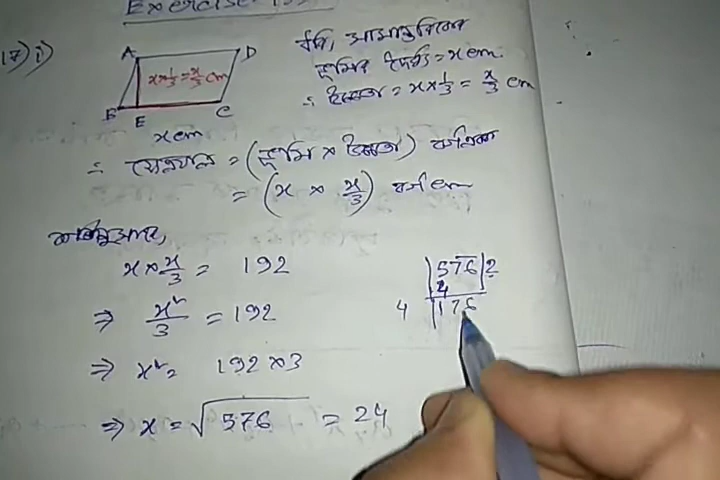 Exercise
17) i)
A D
x×1/3 = x/3 cm
B E C
x cm
ধরি, সামান্তরিকের
ভূমির দৈর্ঘ্য = x cm.
∴ উচ্চতা = x × 1/3 = x/3 cm
∴ ক্ষেত্রফল = (ভূমি × উচ্চতা) বর্গএকক
= (x × x/3) বর্গ cm
x × x/3 = 192
⇒ x²/3 = 192
⇒ x² = 192 × 3
⇒ x = √576 = 24
576 2
4
4 176